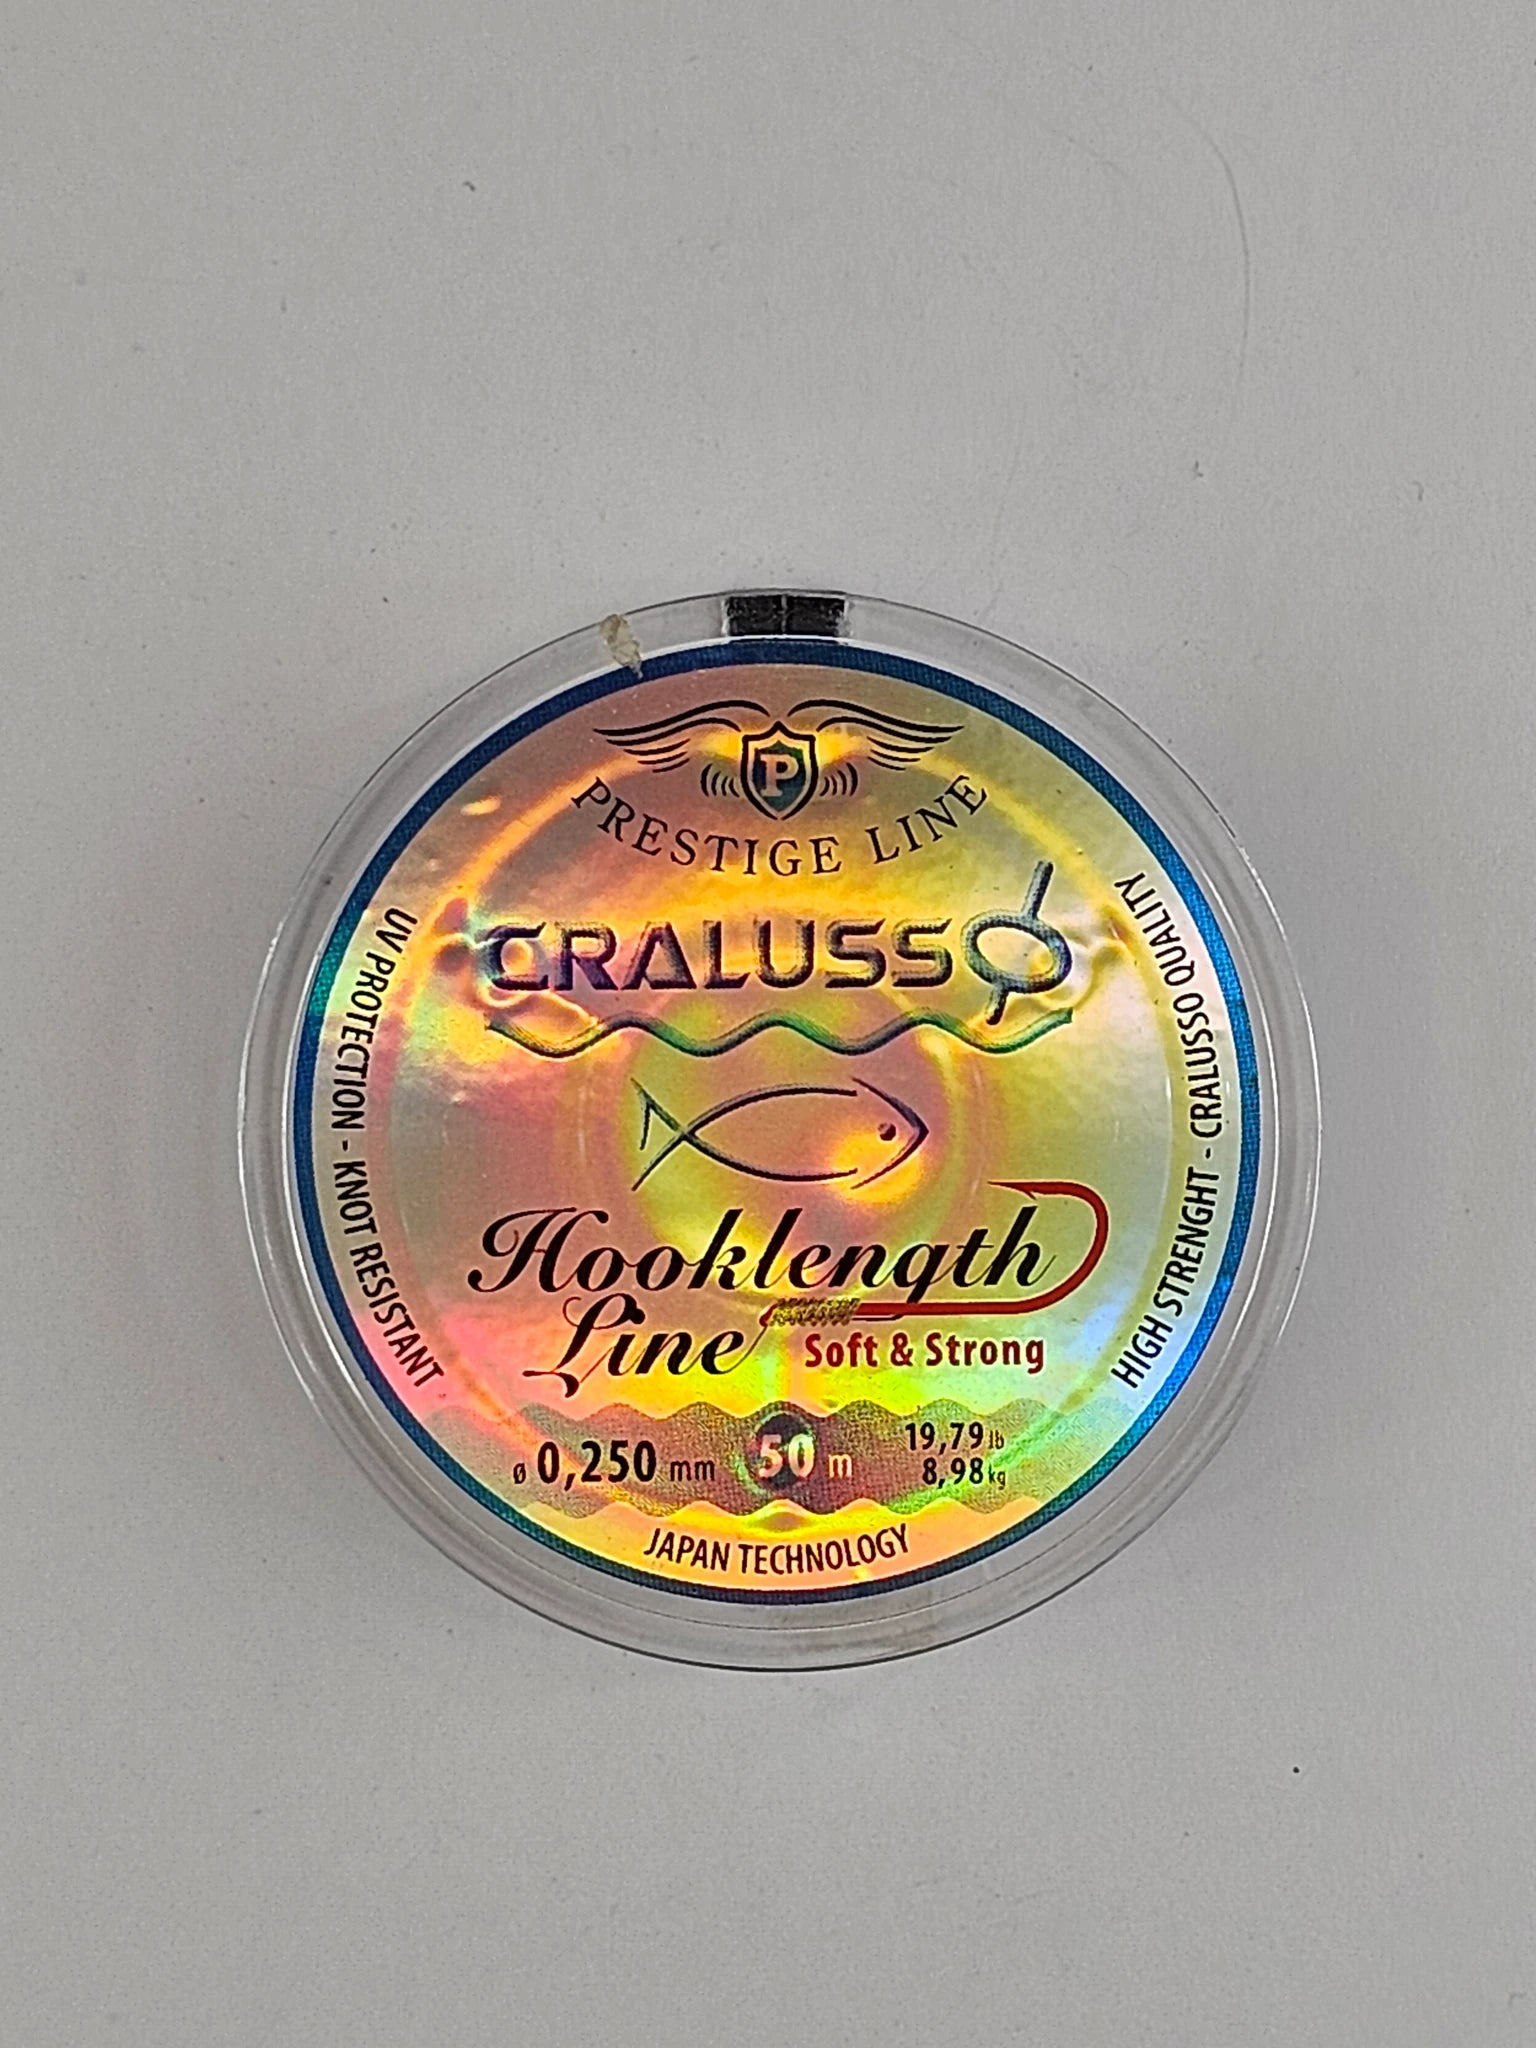 P
PRESTIGE LINE
CRALUSSO
UV PROTECTION - KNOT RESISTANT
HIGH STRENGHT - CRALUSSO QUALITY
Hooklength
Line
Soft & Strong
ø 0,250 mm 50 m 19,79 lb
8,98 kg
JAPAN TECHNOLOGY